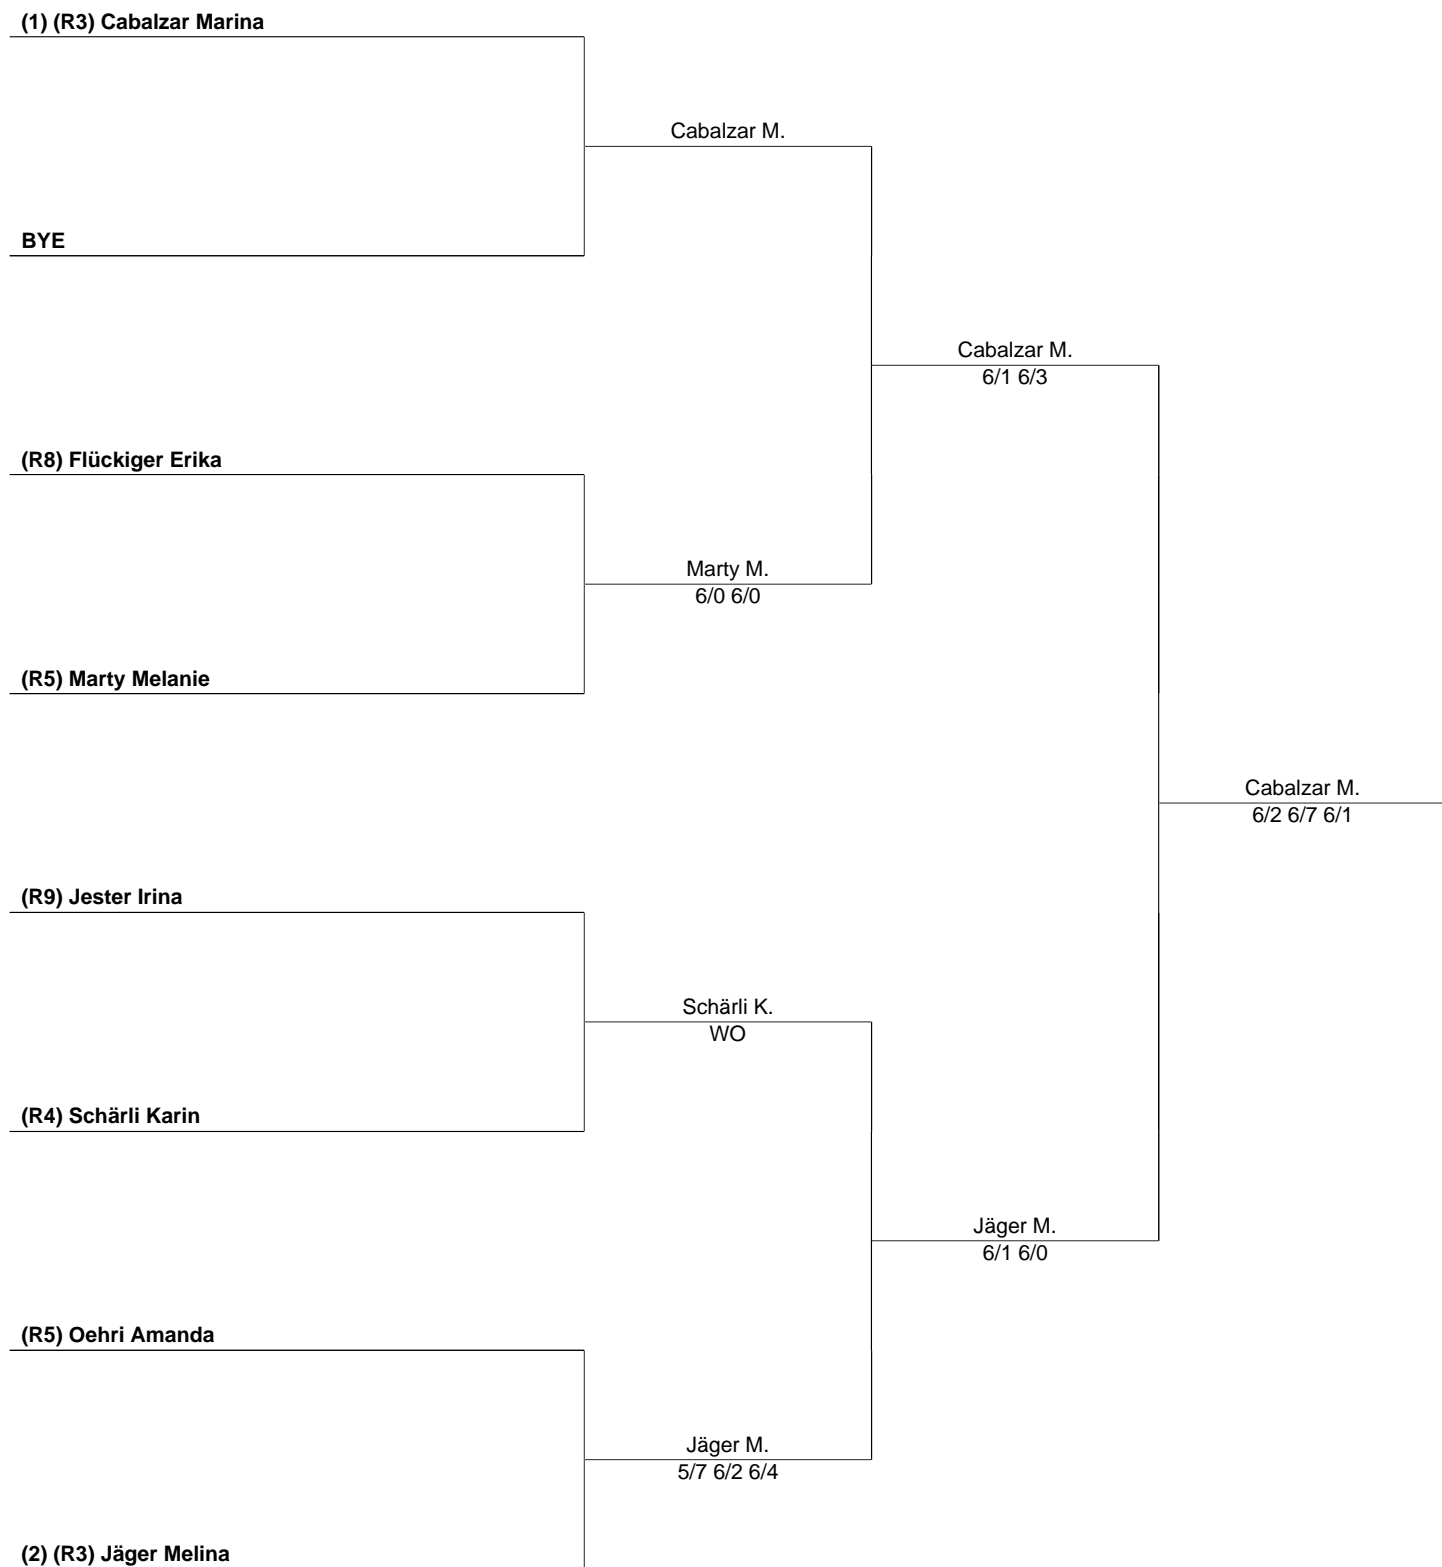 (1) (R3) Cabalzar Marina
Cabalzar M.
BYE
Cabalzar M.
6/1 6/3
(R8) Flückiger Erika
Marty M.
6/0 6/0
(R5) Marty Melanie
Cabalzar M.
6/2 6/7 6/1
(R9) Jester Irina
Schärli K.
WO
(R4) Schärli Karin
Jäger M.
6/1 6/0
(R5) Oehri Amanda
Jäger M.
5/7 6/2 6/4
(2) (R3) Jäger Melina